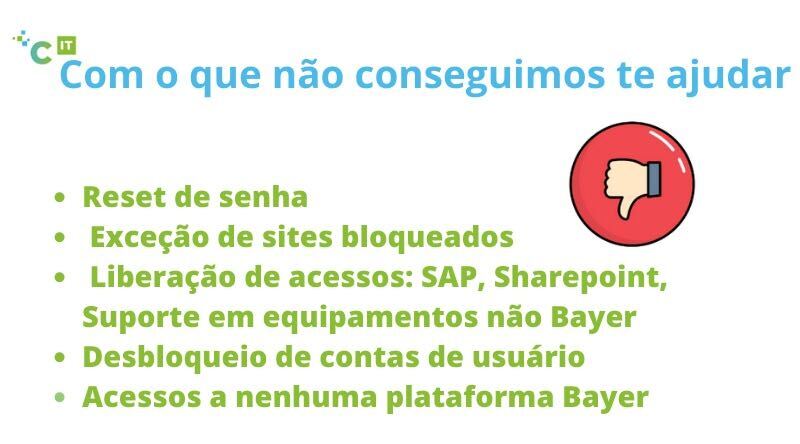 C IT
Com o que não conseguimos te ajudar
• Reset de senha
• Exceção de sites bloqueados
• Liberação de acessos: SAP, Sharepoint,
Suporte em equipamentos não Bayer
• Desbloqueio de contas de usuário
• Acessos a nenhuma plataforma Bayer